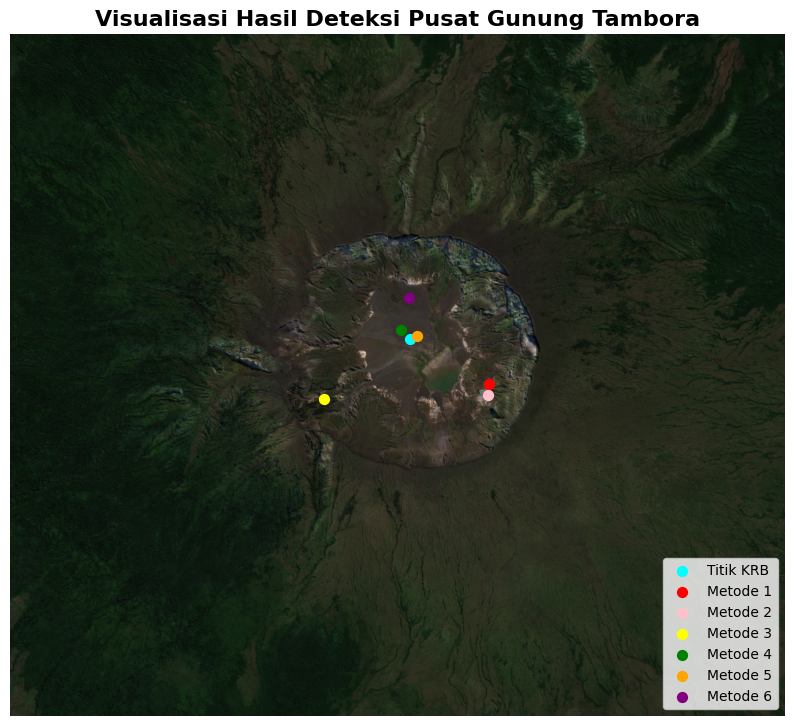 Visualisasi Hasil Deteksi Pusat Gunung Tambora
Titik KRB
Metode 1
Metode 2
Metode 3
Metode 4
Metode 5
Metode 6